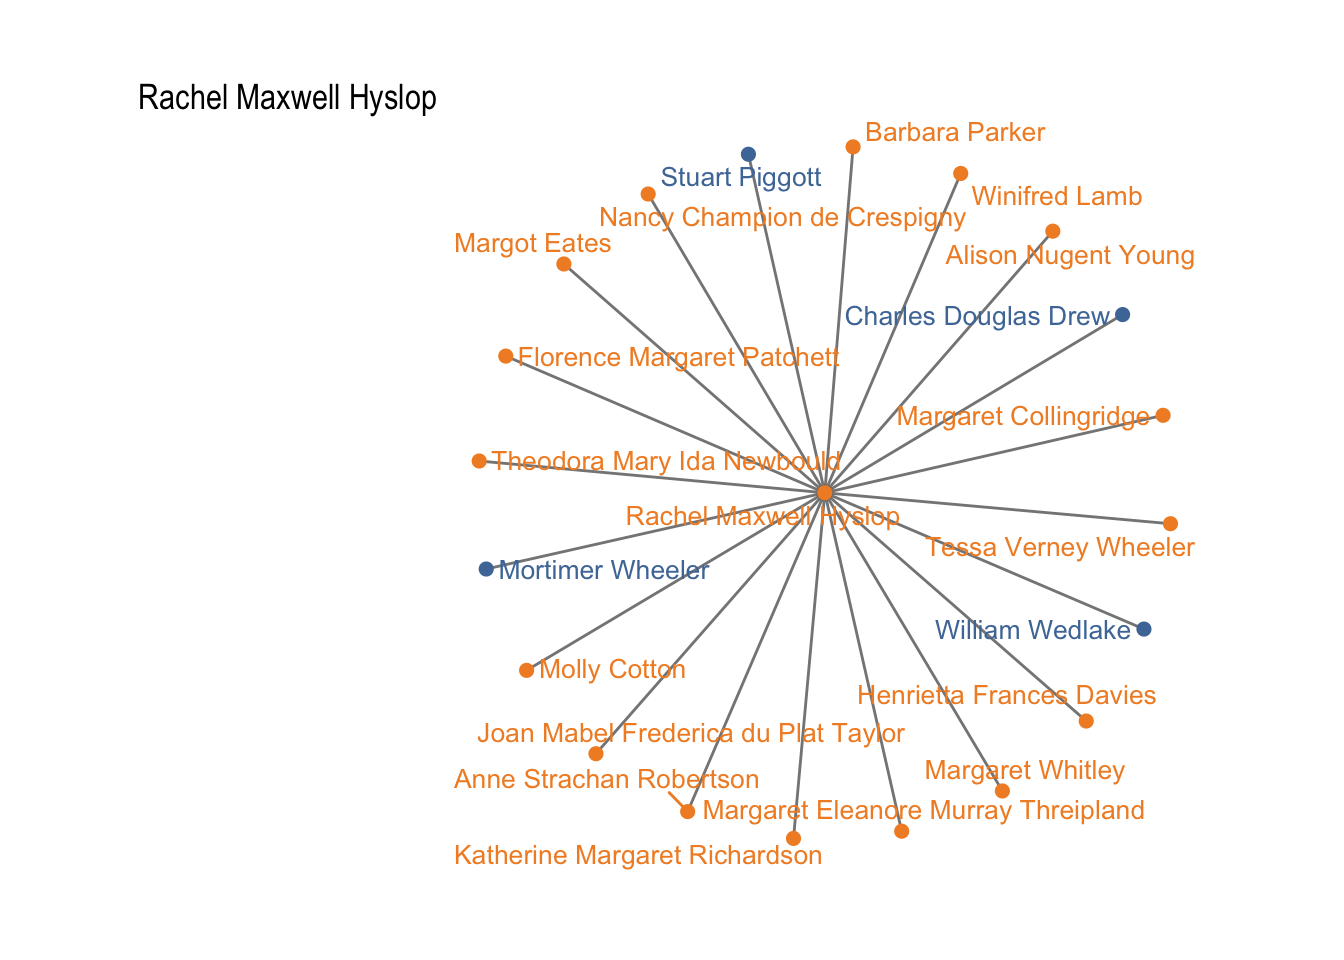 Rachel Maxwell Hyslop
Barbara Parker
Stuart Piggott
Winifred Lamb
Nancy Champion de Crespigny
Margot Eates
Alison Nugent Young
Charles Douglas Drew
Florence Margaret Patchett
Margaret Collingridge
Theodora Mary Ida Newbould
Rachel Maxwell Hyslop
Tessa Verney Wheeler
Mortimer Wheeler
William Wedlake
Molly Cotton
Henrietta Frances Davies
Joan Mabel Frederica du Plat Taylor
Margaret Whitley
Anne Strachan Robertson
Margaret Eleanore Murray Threipland
Katherine Margaret Richardson